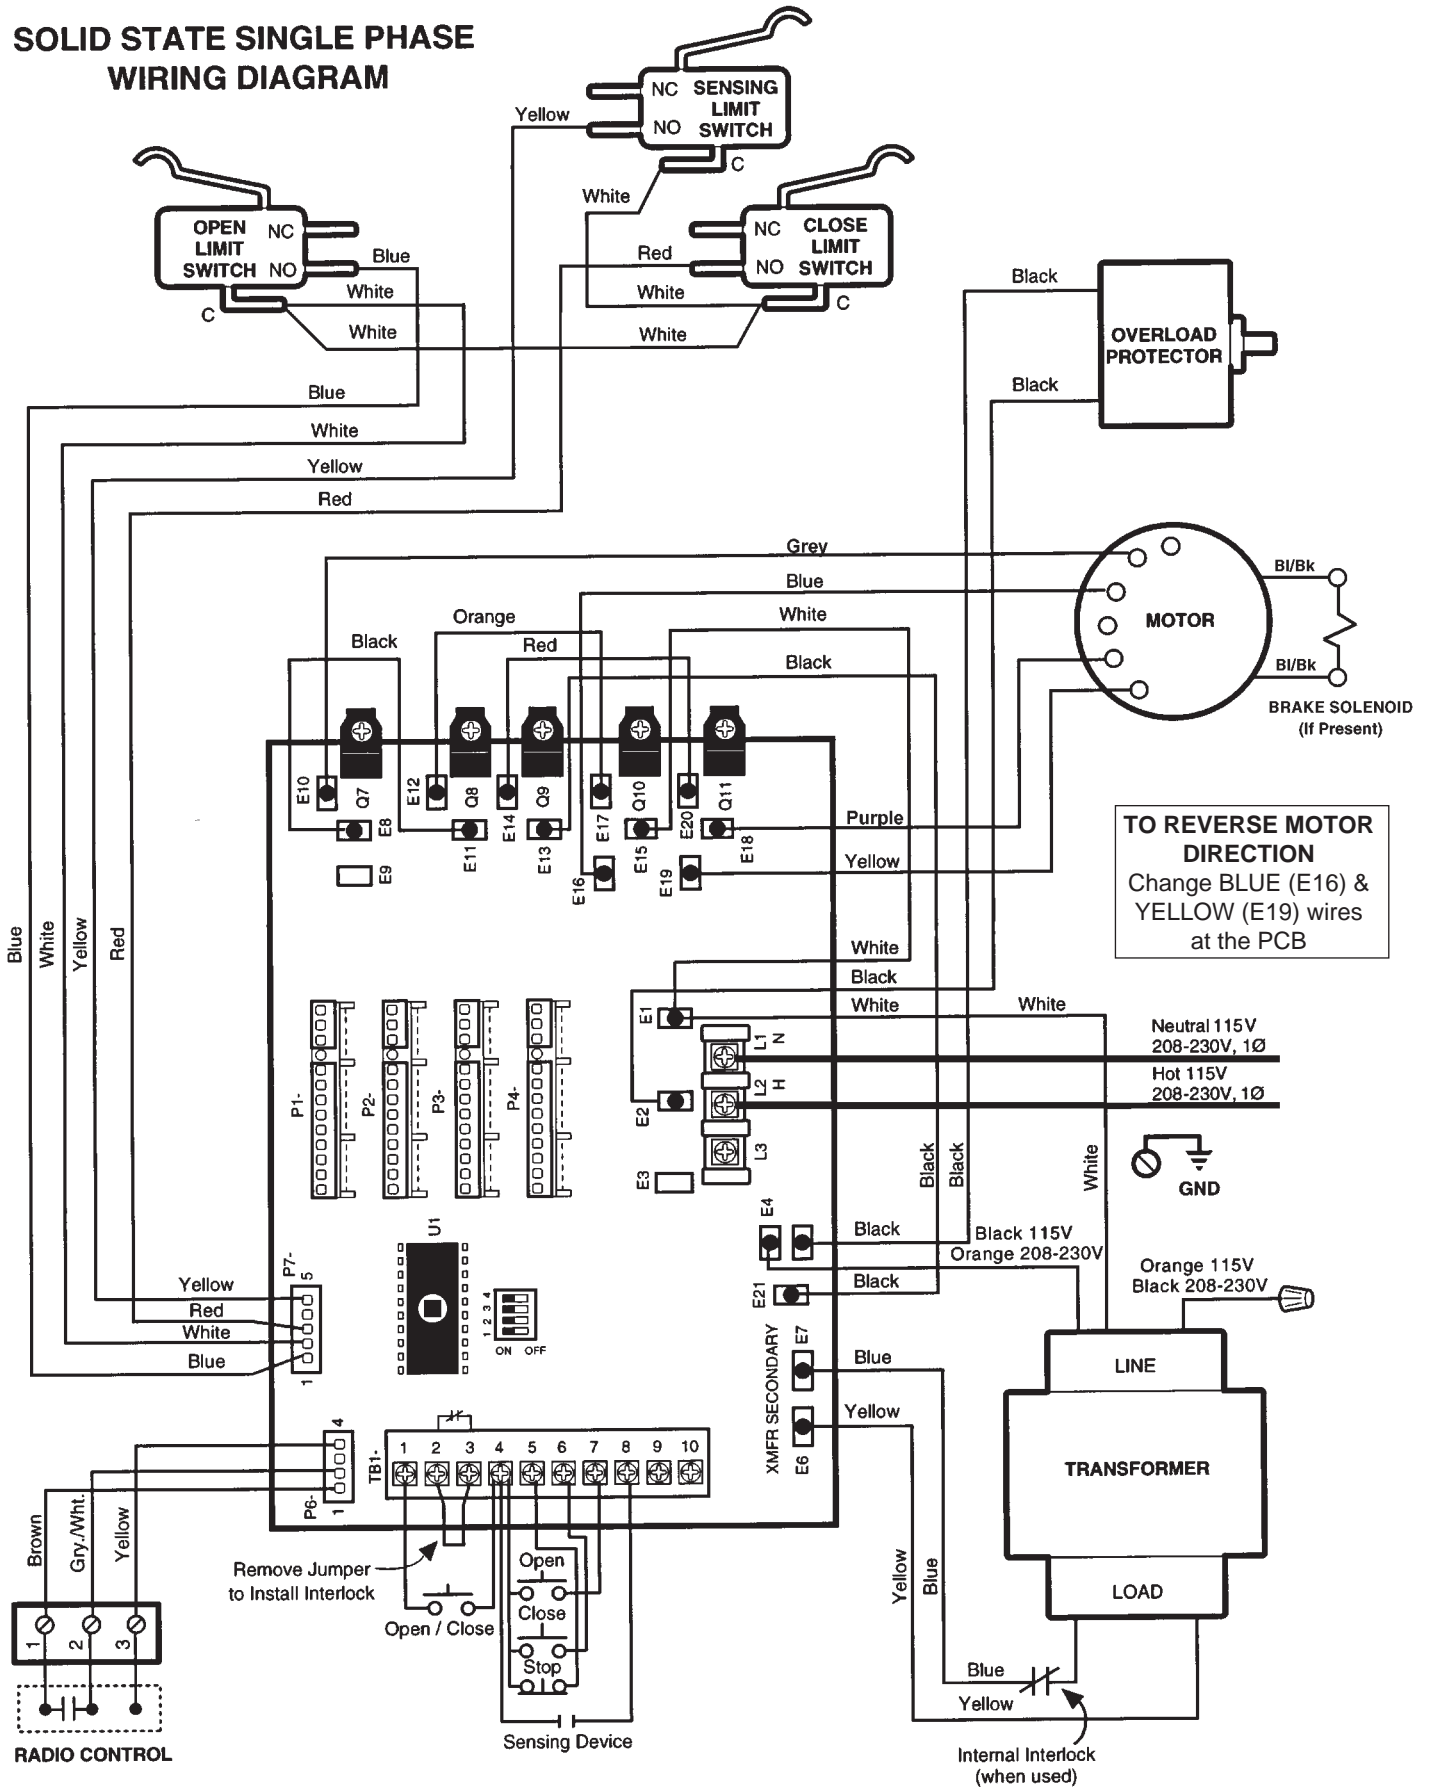 SOLID STATE SINGLE PHASE
WIRING DIAGRAM
NC SENSING
LIMIT
NO SWITCH
C
Yellow
White
OPEN NC
LIMIT
SWITCH NO
C
Blue
White
White
NC CLOSE
LIMIT
NO SWITCH
C
Red
White
White
Black
OVERLOAD
PROTECTOR
Black
Blue
White
Yellow
Red
Grey
Blue
White
Orange
Red
Black
Black
MOTOR
Bl/Bk
Bl/Bk
BRAKE SOLENOID
(If Present)
E10
Q7
E12
Q8
E14
Q9
E17
Q10
E20
Q11
E8
E11
E13
E15
E18
E9
E16
E19
Purple
Yellow
TO REVERSE MOTOR
DIRECTION
Change BLUE (E16) &
YELLOW (E19) wires
at the PCB
Blue
White
Yellow
Red
White
Black
White
White
E1
L1
N
L2
H
L3
E2
E3
Neutral 115V
208-230V, 1Ø
Hot 115V
208-230V, 1Ø
GND
P1-
P2-
P3-
P4-
Black
Black
White
E4
Black
Black 115V
Orange 208-230V
Orange 115V
Black 208-230V
E21
Black
U1
1 2 3 4
ON OFF
P7-
5
1
Yellow
Red
White
Blue
XMFR SECONDARY
E7
E6
Blue
Yellow
LINE
TRANSFORMER
LOAD
P6-
4
1
TB1-
1 2 3 4 5 6 7 8 9 10
Brown
Gry./Wht.
Yellow
1 2 3
RADIO CONTROL
Remove Jumper
to Install Interlock
Open / Close
Open
Close
Stop
Sensing Device
Yellow
Blue
Blue
Yellow
Internal Interlock
(when used)